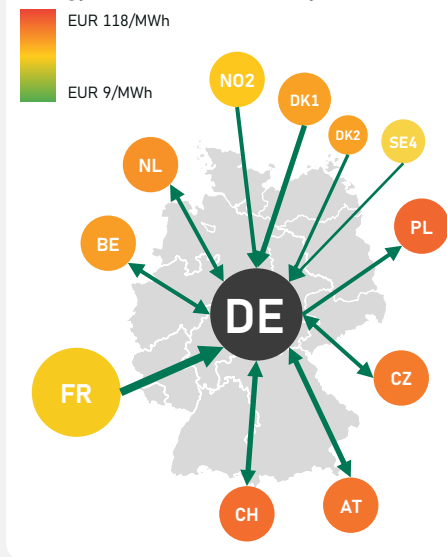 EUR 118/MWh
EUR 9/MWh
NO2
DK1
DK2
SE4
NL
PL
BE
DE
FR
CZ
CH
AT